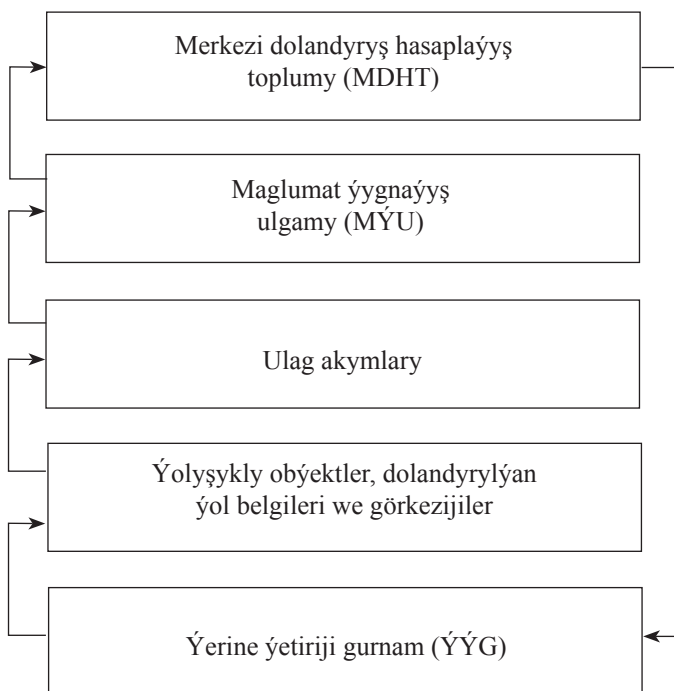 Merkezi dolandyryş hasaplaýyş
toplumy (MDHT)
Maglumat ýygnaýyş
ulgamy (MÝU)
Ulag akymlary
Ýolyşykly obýektler, dolandyrylýan
ýol belgileri we görkezijiler
Ýerine ýetiriji gurnam (ÝÝG)